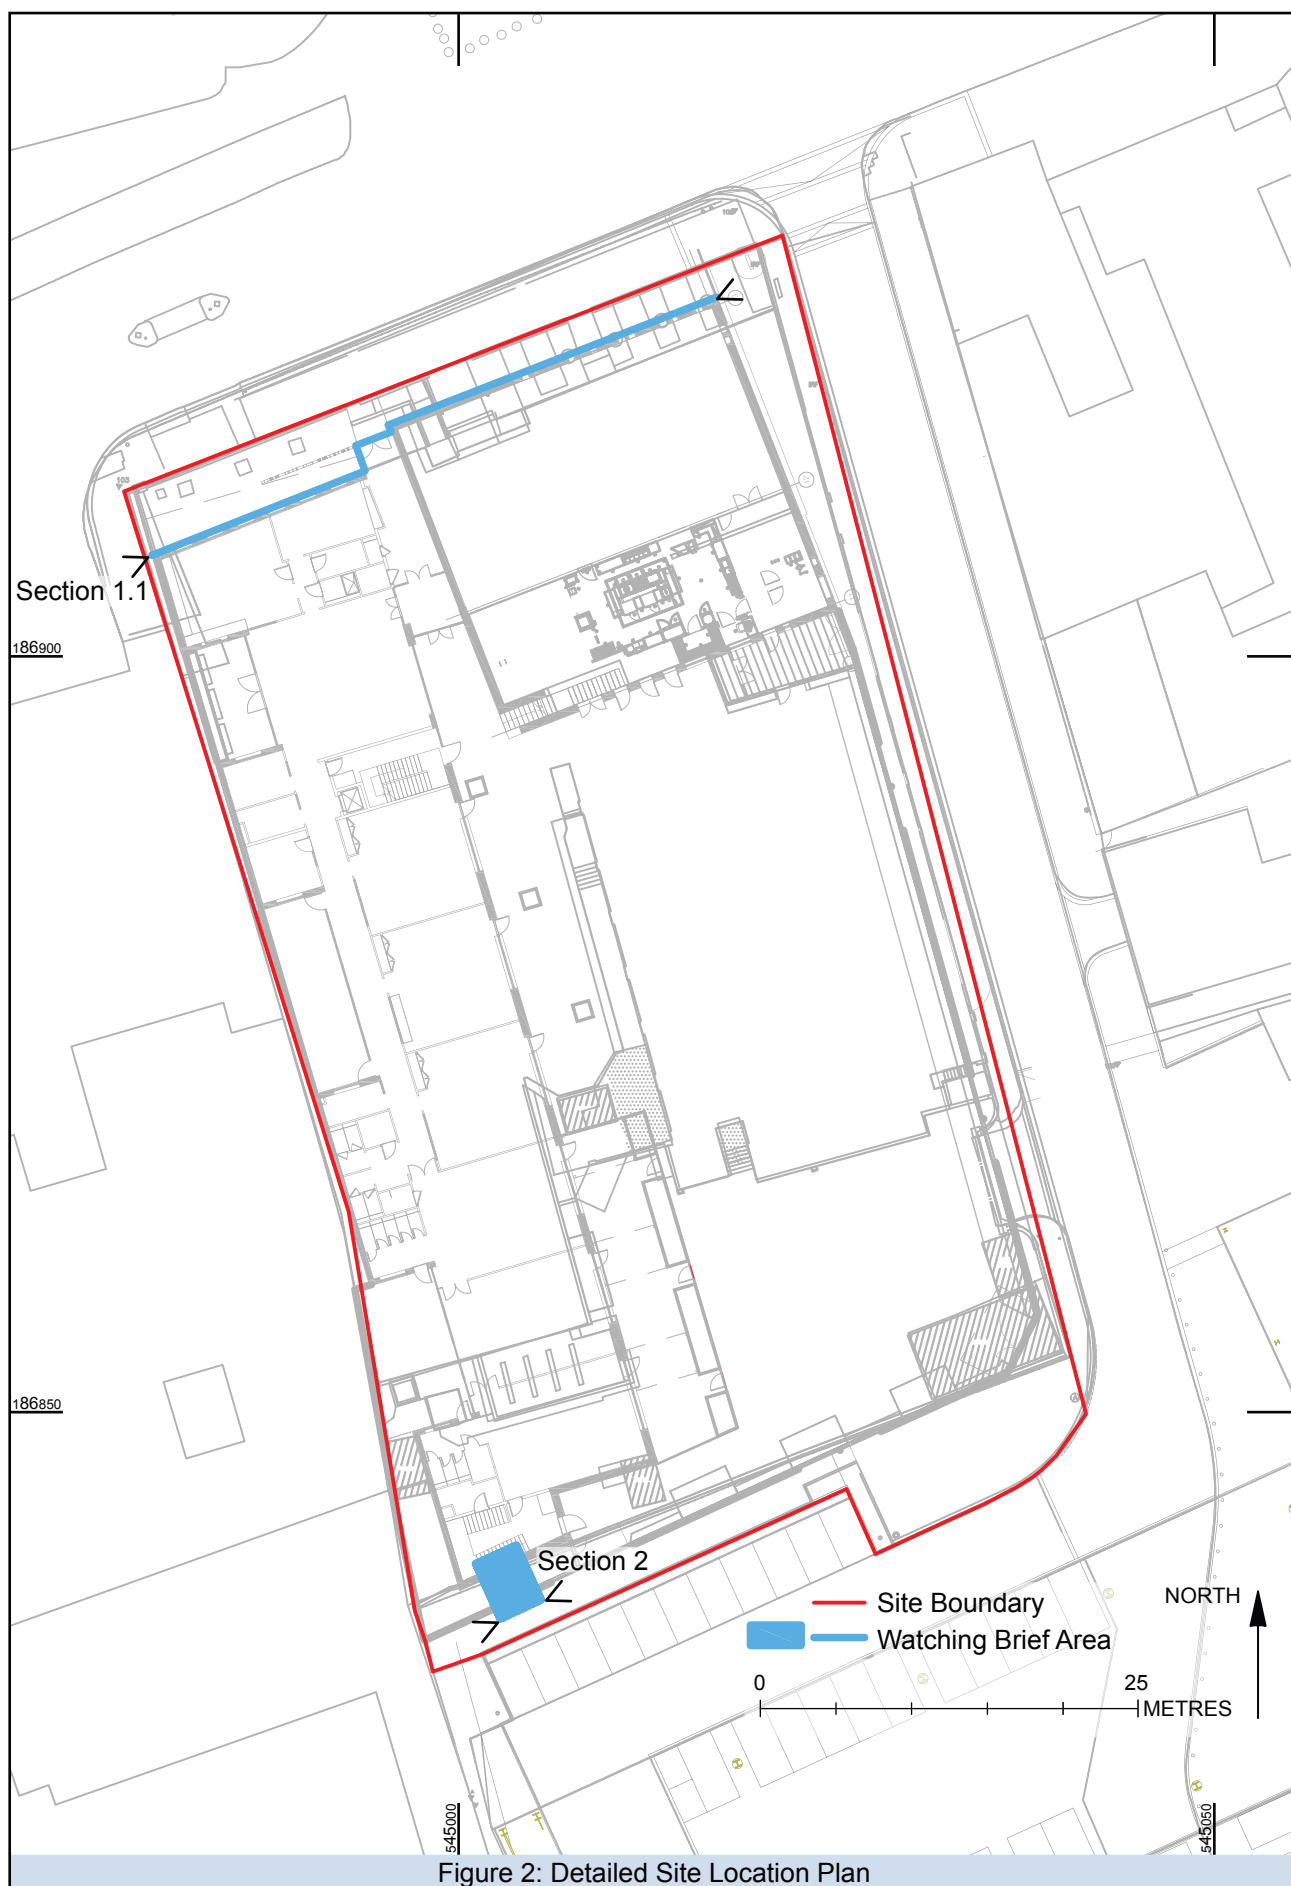 103
Section 1.1
186900
186850
Section 2
Site Boundary
Watching Brief Area
NORTH
0 25
METRES
545000
545050
Figure 2: Detailed Site Location Plan